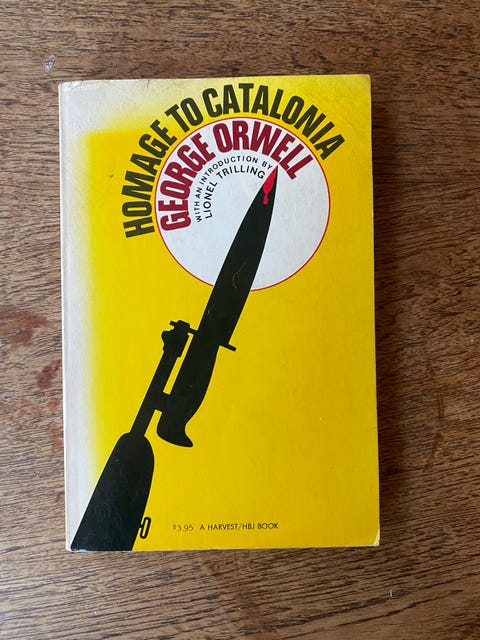 HOMAGE TO CATALONIA
GEORGE ORWELL
WITH AN INTRODUCTION BY
LIONEL TRILLING
$3.95 A HARVEST/HBJ BOOK